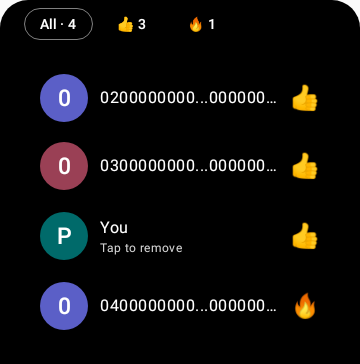 All · 4 👍 3 🔥 1
0 0200000000...000000… 👍
0 0300000000...000000… 👍
P You 👍
Tap to remove
0 0400000000...000000… 🔥